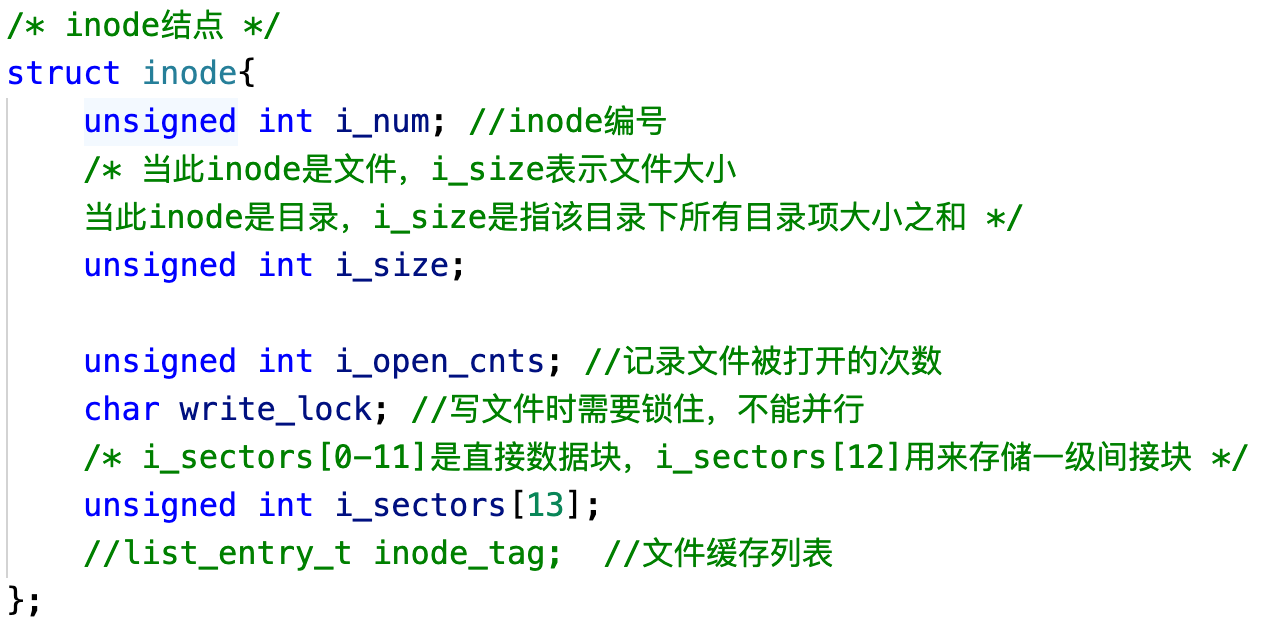 /* inode结点 */
struct inode{
    unsigned int i_num; //inode编号
    /* 当此inode是文件，i_size表示文件大小
    当此inode是目录，i_size是指该目录下所有目录项大小之和 */
    unsigned int i_size;

    unsigned int i_open_cnts; //记录文件被打开的次数
    char write_lock; //写文件时需要锁住，不能并行
    /* i_sectors[0-11]是直接数据块，i_sectors[12]用来存储一级间接块 */
    unsigned int i_sectors[13];
    //list_entry_t inode_tag;  //文件缓存列表
};